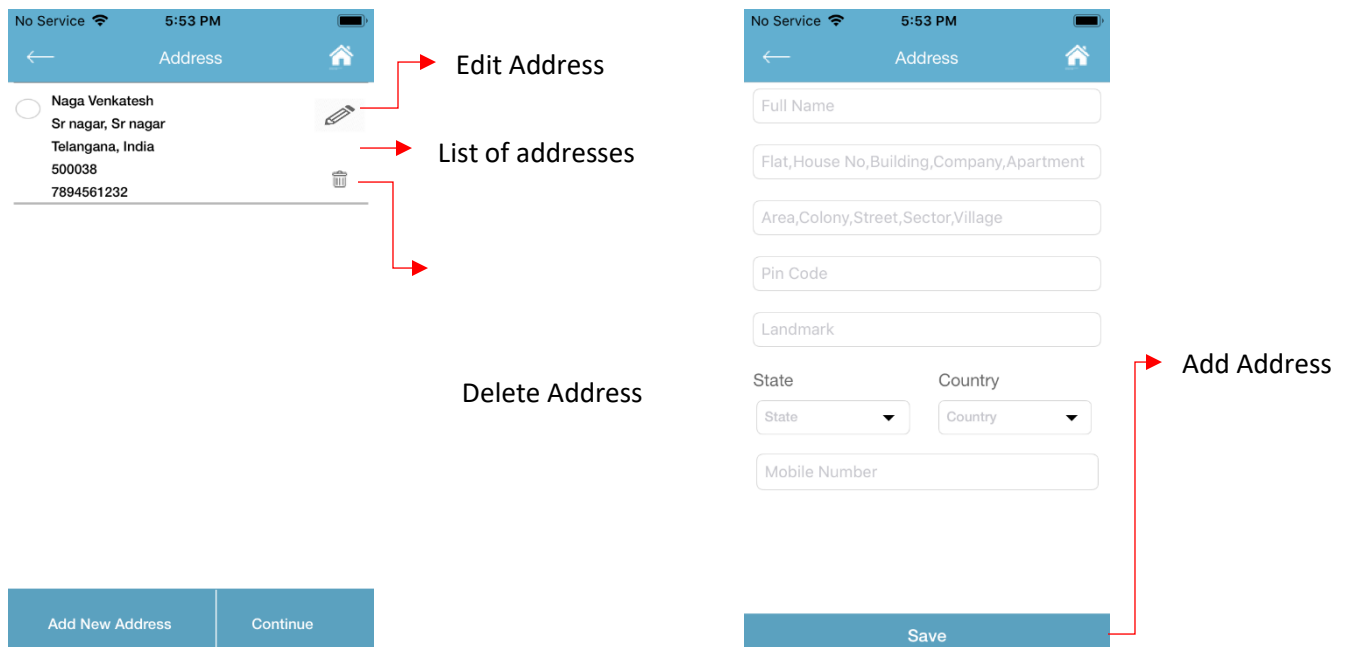 No Service 5:53 PM
Address
Naga Venkatesh
Sr nagar, Sr nagar
Telangana, India
500038
7894561232
Add New Address
Continue
Edit Address
List of addresses
Delete Address
No Service 5:53 PM
Address
Full Name
Flat,House No,Building,Company,Apartment
Area,Colony,Street,Sector,Village
Pin Code
Landmark
State Country
State Country
Mobile Number
Save
Add Address